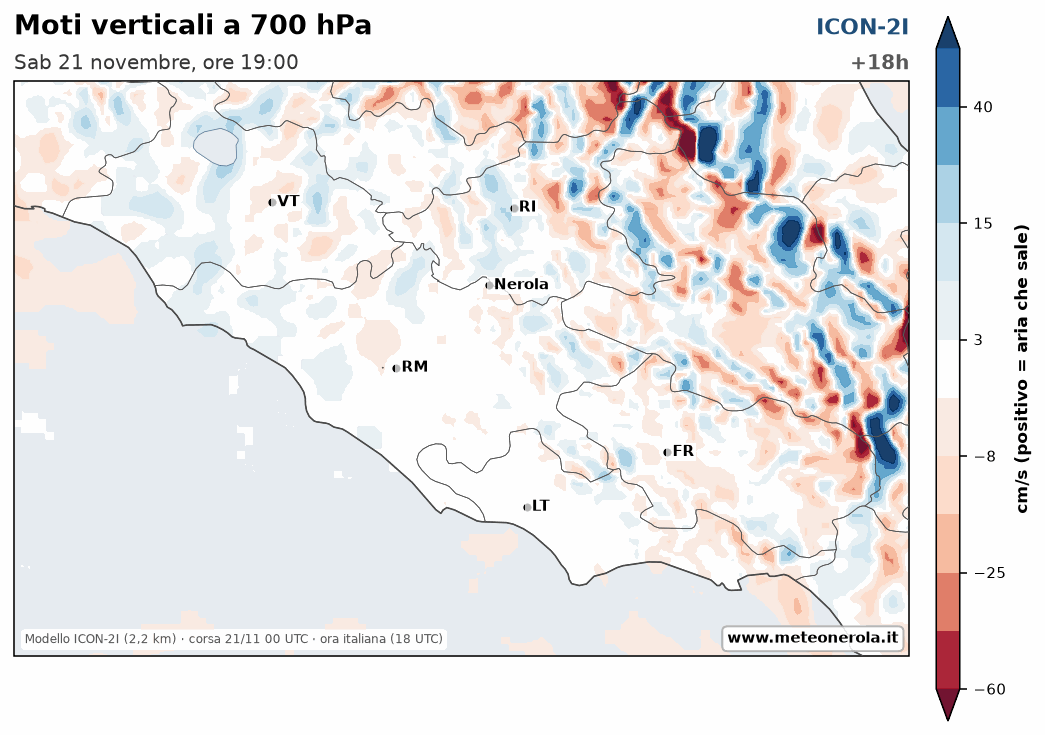 Moti verticali a 700 hPa
ICON-2I
Sab 21 novembre, ore 19:00
+18h
VT
RI
Nerola
RM
FR
LT
40
15
3
−8
−25
−60
cm/s (positivo = aria che sale)
Modello ICON-2I (2,2 km) · corsa 21/11 00 UTC · ora italiana (18 UTC)
www.meteonerola.it